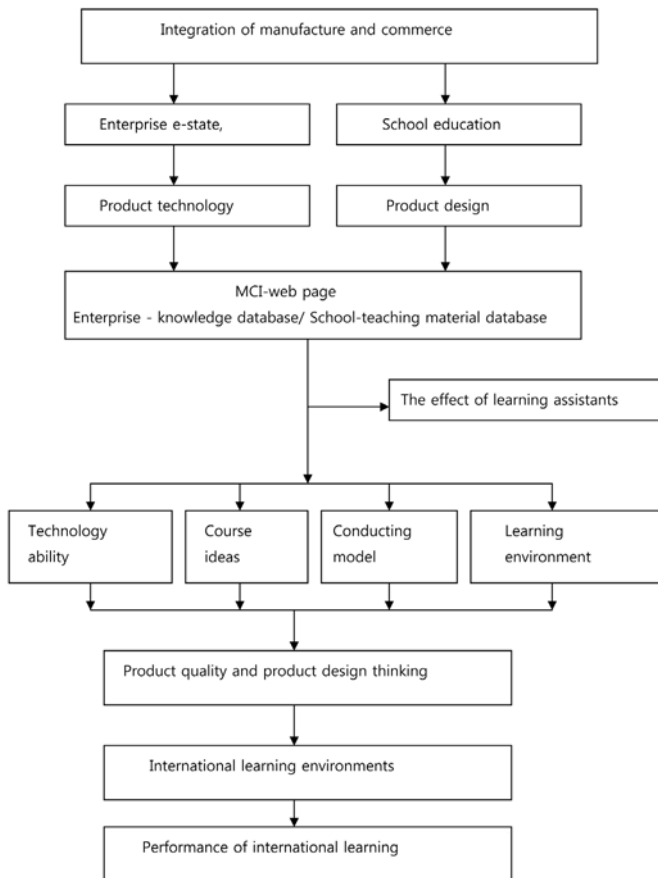 Integration of manufacture and commerce
Enterprise e-state,
School education
Product technology
Product design
MCI-web page
Enterprise - knowledge database/ School-teaching material database
The effect of learning assistants
Technology
ability
Course
ideas
Conducting
model
Learning
environment
Product quality and product design thinking
International learning environments
Performance of international learning